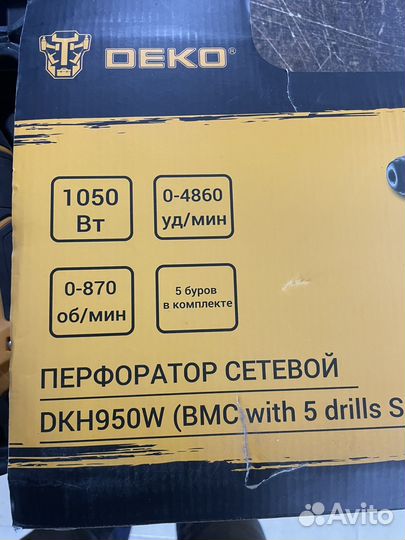 DEKO®
1050
Вт
0-4860
уд/мин
0-870
об/мин
5 буров
в комплекте
ПЕРФОРАТОР СЕТЕВОЙ
DKH950W (BMC with 5 drills S
Avito